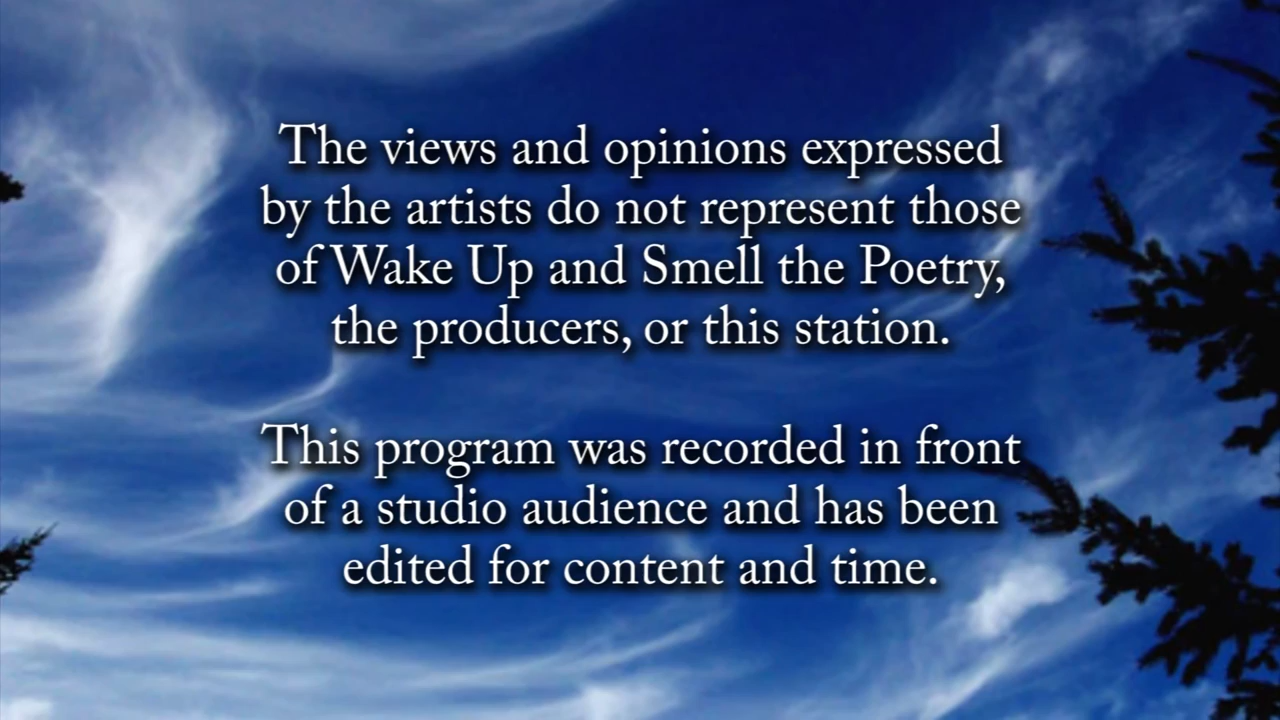 The views and opinions expressed
by the artists do not represent those
of Wake Up and Smell the Poetry,
the producers, or this station.
This program was recorded in front
of a studio audience and has been
edited for content and time.